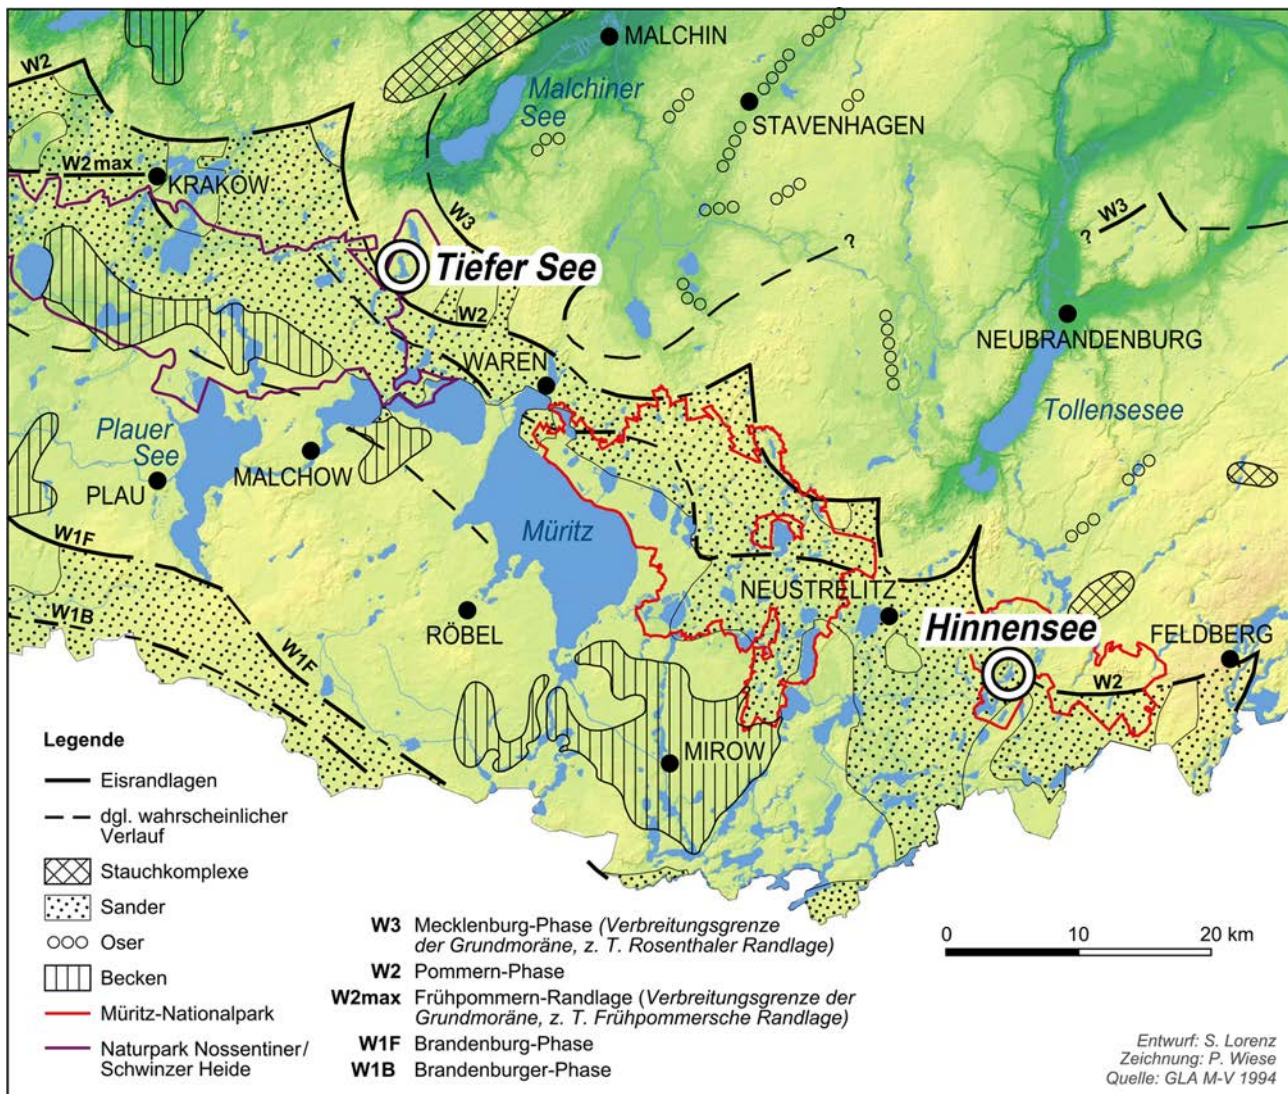 W2
MALCHIN
Malchiner
See
STAVENHAGEN
W2max
KRAKOW
W3
W3
?
?
Tiefer See
W2
NEUBRANDENBURG
WAREN
Tollensesee
Plauer
See
MALCHOW
PLAU
Müritz
W1F
NEUSTRELITZ
W1B
RÖBEL
Hinnensee
FELDBERG
W1F
W2
MIROW
Legende
Eisrandlagen
dgl. wahrscheinlicher
Verlauf
Stauchkomplexe
Sander
Oser
Becken
Müritz-Nationalpark
Naturpark Nossentiner/
Schwinzer Heide
W3 Mecklenburg-Phase (Verbreitungsgrenze
der Grundmoräne, z. T. Rosenthaler Randlage)
W2 Pommern-Phase
W2max Frühpommern-Randlage (Verbreitungsgrenze der
Grundmoräne, z. T. Frühpommersche Randlage)
W1F Brandenburg-Phase
W1B Brandenburger-Phase
0 10 20 km
Entwurf: S. Lorenz
Zeichnung: P. Wiese
Quelle: GLA M-V 1994